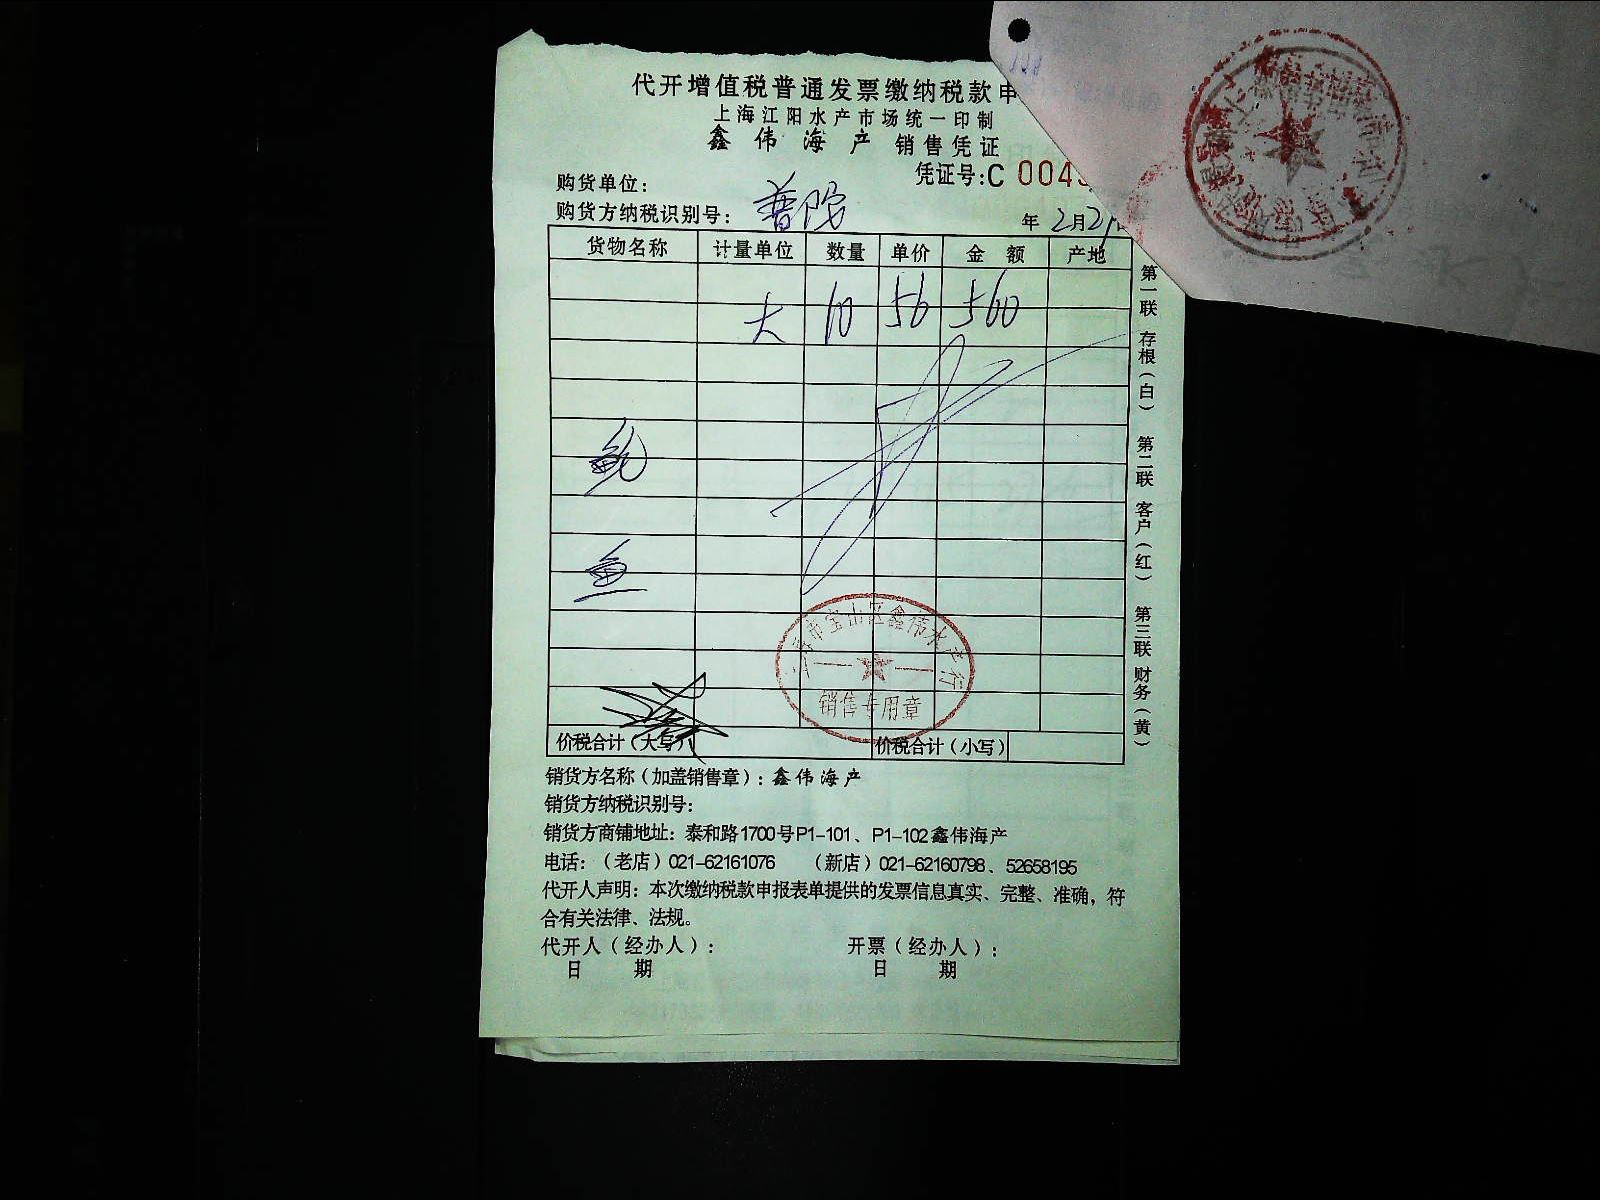 代开增值税普通发票缴纳税款申
上海江阳水产市场统一印制
鑫伟海产 销售凭证
凭证号:C 004
购货单位:
购货方纳税识别号: 普陀
年 2月2
货物名称 计量单位 数量 单价 金额 产地
大 10 56 560
鲍
鱼
市宝山区鑫伟水产行
销售专用章
价税合计(大写) 价税合计(小写)
销货方名称(加盖销售章):鑫伟海产
销货方纳税识别号:
销货方商铺地址:泰和路1700号P1-101、P1-102鑫伟海产
电话:(老店)021-62161076 (新店)021-62160798、52658195
代开人声明:本次缴纳税款申报表单提供的发票信息真实、完整、准确,符
合有关法律、法规。
代开人(经办人): 开票(经办人):
日 期 日 期
第一联 存根(白) 第二联 客户(红) 第三联 财务(黄)